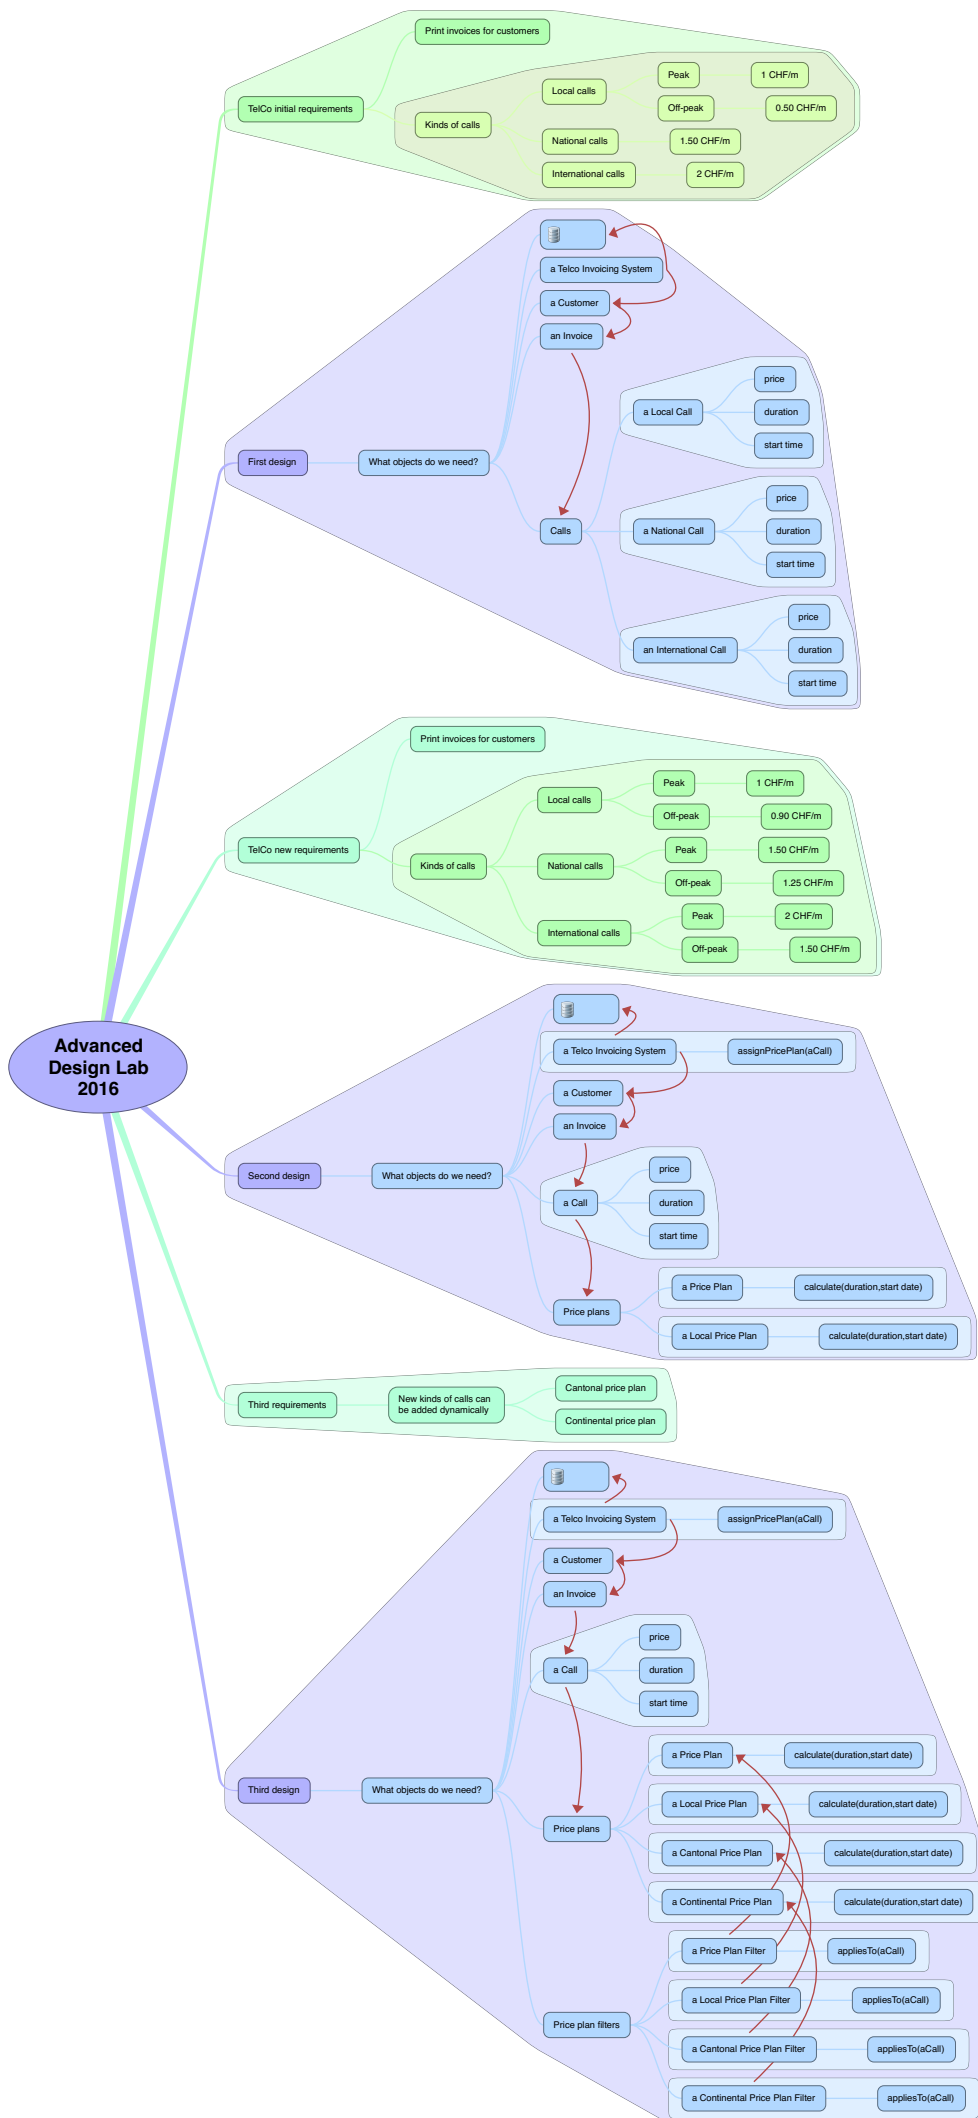 Print invoices for customers
TelCo initial requirements
Kinds of calls
Local calls
Peak
1 CHF/m
Off-peak
0.50 CHF/m
National calls
1.50 CHF/m
International calls
2 CHF/m
First design
What objects do we need?
a Telco Invoicing System
a Customer
an Invoice
Calls
a Local Call
price
duration
start time
a National Call
price
duration
start time
an International Call
price
duration
start time
TelCo new requirements
Print invoices for customers
Kinds of calls
Local calls
Peak
1 CHF/m
Off-peak
0.90 CHF/m
National calls
Peak
1.50 CHF/m
Off-peak
1.25 CHF/m
International calls
Peak
2 CHF/m
Off-peak
1.50 CHF/m
Advanced
Design Lab
2016
Second design
What objects do we need?
a Telco Invoicing System
assignPricePlan(aCall)
a Customer
an Invoice
a Call
price
duration
start time
Price plans
a Price Plan
calculate(duration,start date)
a Local Price Plan
calculate(duration,start date)
Third requirements
New kinds of calls can
be added dynamically
Cantonal price plan
Continental price plan
Third design
What objects do we need?
a Telco Invoicing System
assignPricePlan(aCall)
a Customer
an Invoice
a Call
price
duration
start time
Price plans
a Price Plan
calculate(duration,start date)
a Local Price Plan
calculate(duration,start date)
a Cantonal Price Plan
calculate(duration,start date)
a Continental Price Plan
calculate(duration,start date)
Price plan filters
a Price Plan Filter
appliesTo(aCall)
a Local Price Plan Filter
appliesTo(aCall)
a Cantonal Price Plan Filter
appliesTo(aCall)
a Continental Price Plan Filter
appliesTo(aCall)